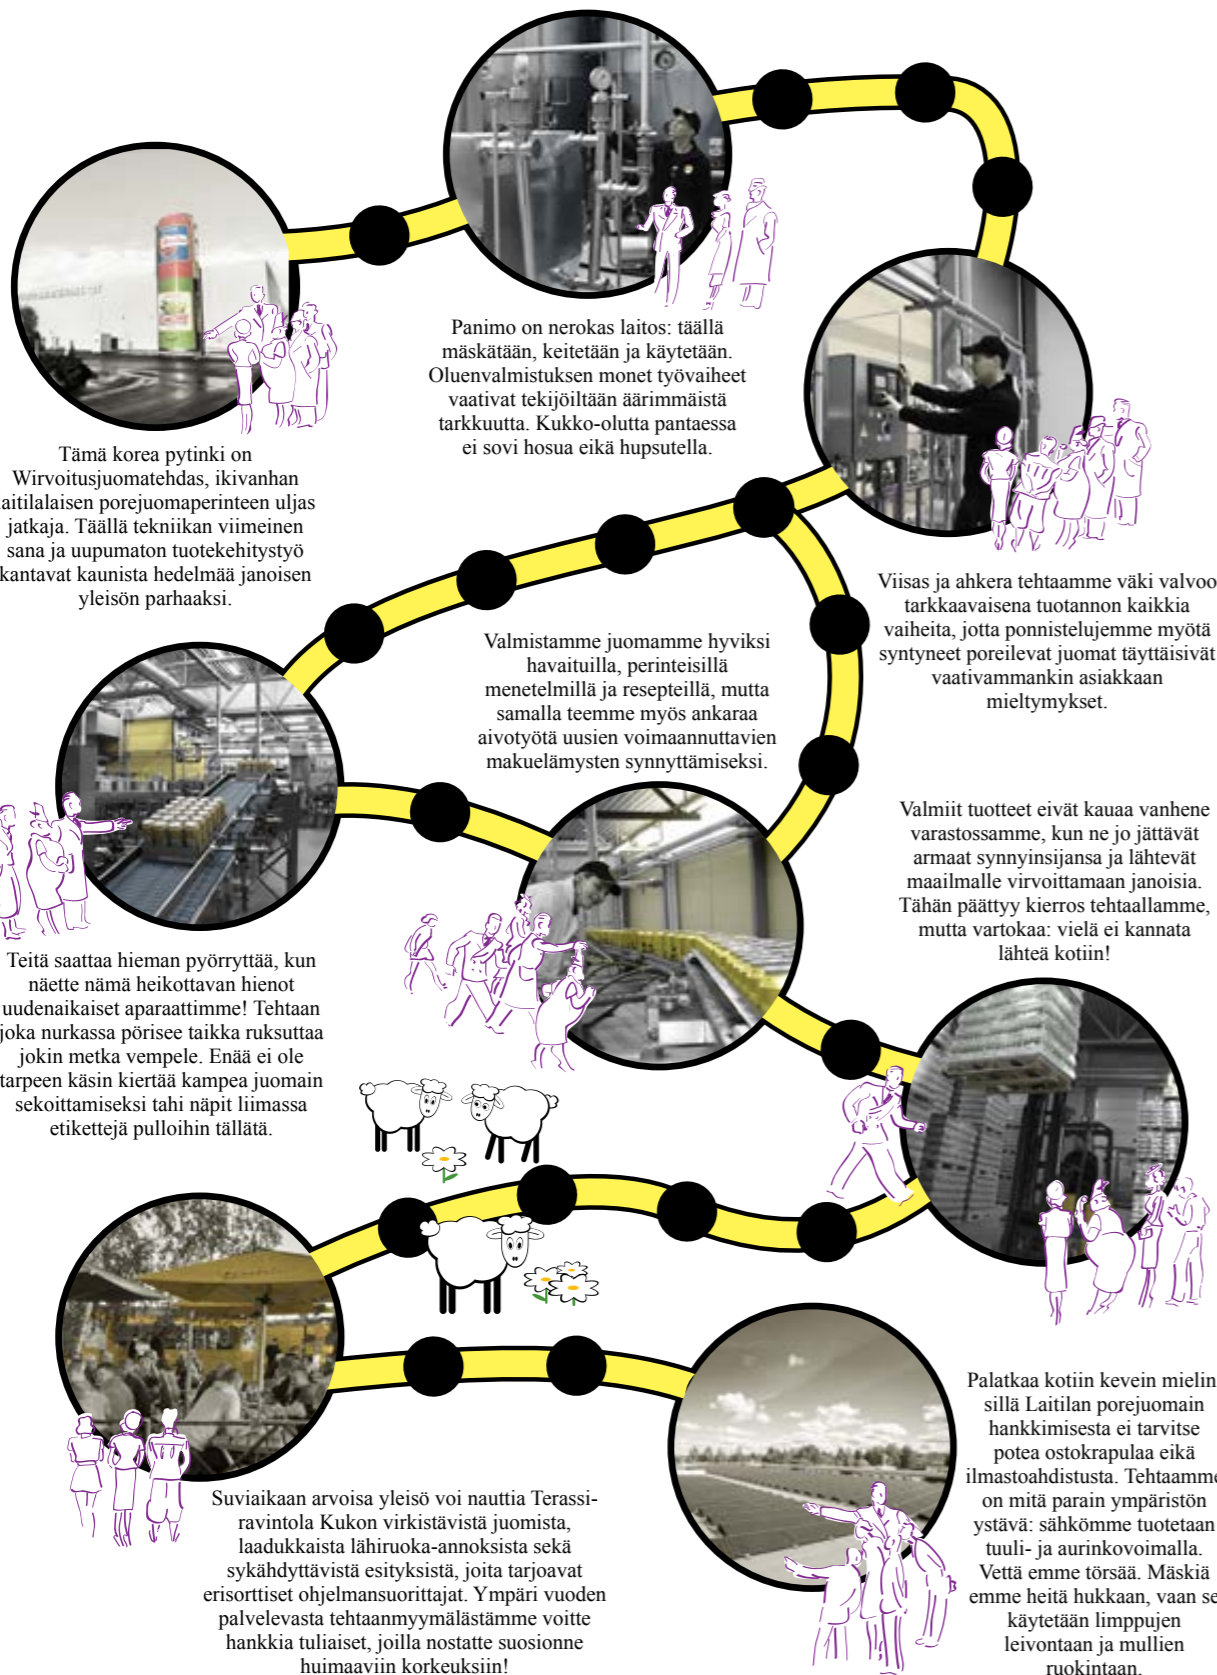 Panimo on nerokas laitos: täällä
mäskätään, keitetään ja käytetään.
Oluenvalmistuksen monet työvaiheet
vaativat tekijöiltään äärimmäistä
tarkkuutta. Kukko-olutta pantaessa
ei sovi hosua eikä hupsutella.
Tämä korea pytinki on
Wirvoitusjuomatehdas, ikivanhan
aitilalaisen porejuomaperinteen uljas
jatkaja. Täällä tekniikan viimeinen
sana ja uupumaton tuotekehitystyö
kantavat kaunista hedelmää janoisen
yleisön parhaaksi.
Viisas ja ahkera tehtaamme väki valvoo
tarkkaavaisena tuotannon kaikkia
vaiheita, jotta ponnistelujemme myötä
syntyneet poreilevat juomat täyttäisivät
vaativammankin asiakkaan
mieltymykset.
Valmistamme juomamme hyviksi
havaituilla, perinteisillä
menetelmillä ja resepteillä, mutta
samalla teemme myös ankaraa
aivotyötä uusien voimaannuttavien
makuelämysten synnyttämiseksi.
Valmiit tuotteet eivät kauaa vanhene
varastossamme, kun ne jo jättävät
armaat synnyinsijansa ja lähtevät
maailmalle virvoittamaan janoisia.
Tähän päättyy kierros tehtaallamme,
mutta vartokaa: vielä ei kannata
lähteä kotiin!
Teitä saattaa hieman pyörryttää, kun
näette nämä heikottavan hienot
uudenaikaiset aparaattimme! Tehtaan
joka nurkassa pörisee taikka ruksuttaa
jokin metka vempele. Enää ei ole
tarpeen käsin kiertää kampea juomain
sekoittamiseksi tahi näpit liimassa
etikettejä pulloihin tällätä.
Palatkaa kotiin kevein mielin
sillä Laitilan porejuomain
hankkimisesta ei tarvitse
potea ostokrapulaa eikä
ilmastoahdistusta. Tehtaamme
on mitä parain ympäristön
ystävä: sähkömme tuotetaan
tuuli- ja aurinkovoimalla.
Vettä emme törsää. Mäskiä
emme heitä hukkaan, vaan se
käytetään limppujen
leivontaan ja mullien
ruokintaan.
Suviaikaan arvoisa yleisö voi nauttia Terassi-
ravintola Kukon virkistävistä juomista,
laadukkaista lähiruoka-annoksista sekä
sykähdyttävistä esityksistä, joita tarjoavat
erisorttiset ohjelmansuorittajat. Ympäri vuoden
palvelevasta tehtaanmyymälästämme voitte
hankkia tuliaiset, joilla nostatte suosionne
huimaaviin korkeuksiin!